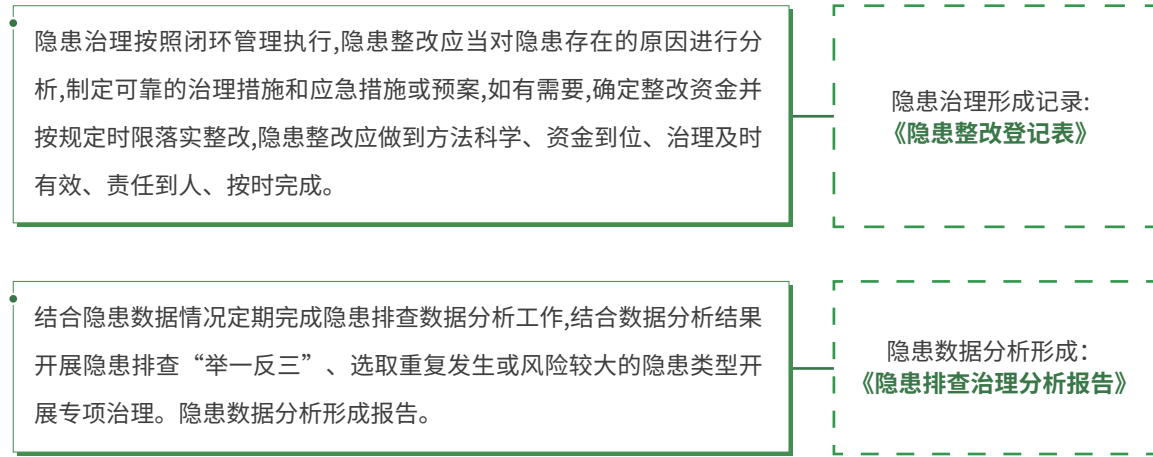 隐患治理按照闭环管理执行,隐患整改应当对隐患存在的原因进行分
析,制定可靠的治理措施和应急措施或预案,如有需要,确定整改资金并
按规定时限落实整改,隐患整改应做到方法科学、资金到位、治理及时
有效、责任到人、按时完成。
隐患治理形成记录:
《隐患整改登记表》
结合隐患数据情况定期完成隐患排查数据分析工作,结合数据分析结果
开展隐患排查“举一反三”、选取重复发生或风险较大的隐患类型开
展专项治理。隐患数据分析形成报告。
隐患数据分析形成：
《隐患排查治理分析报告》